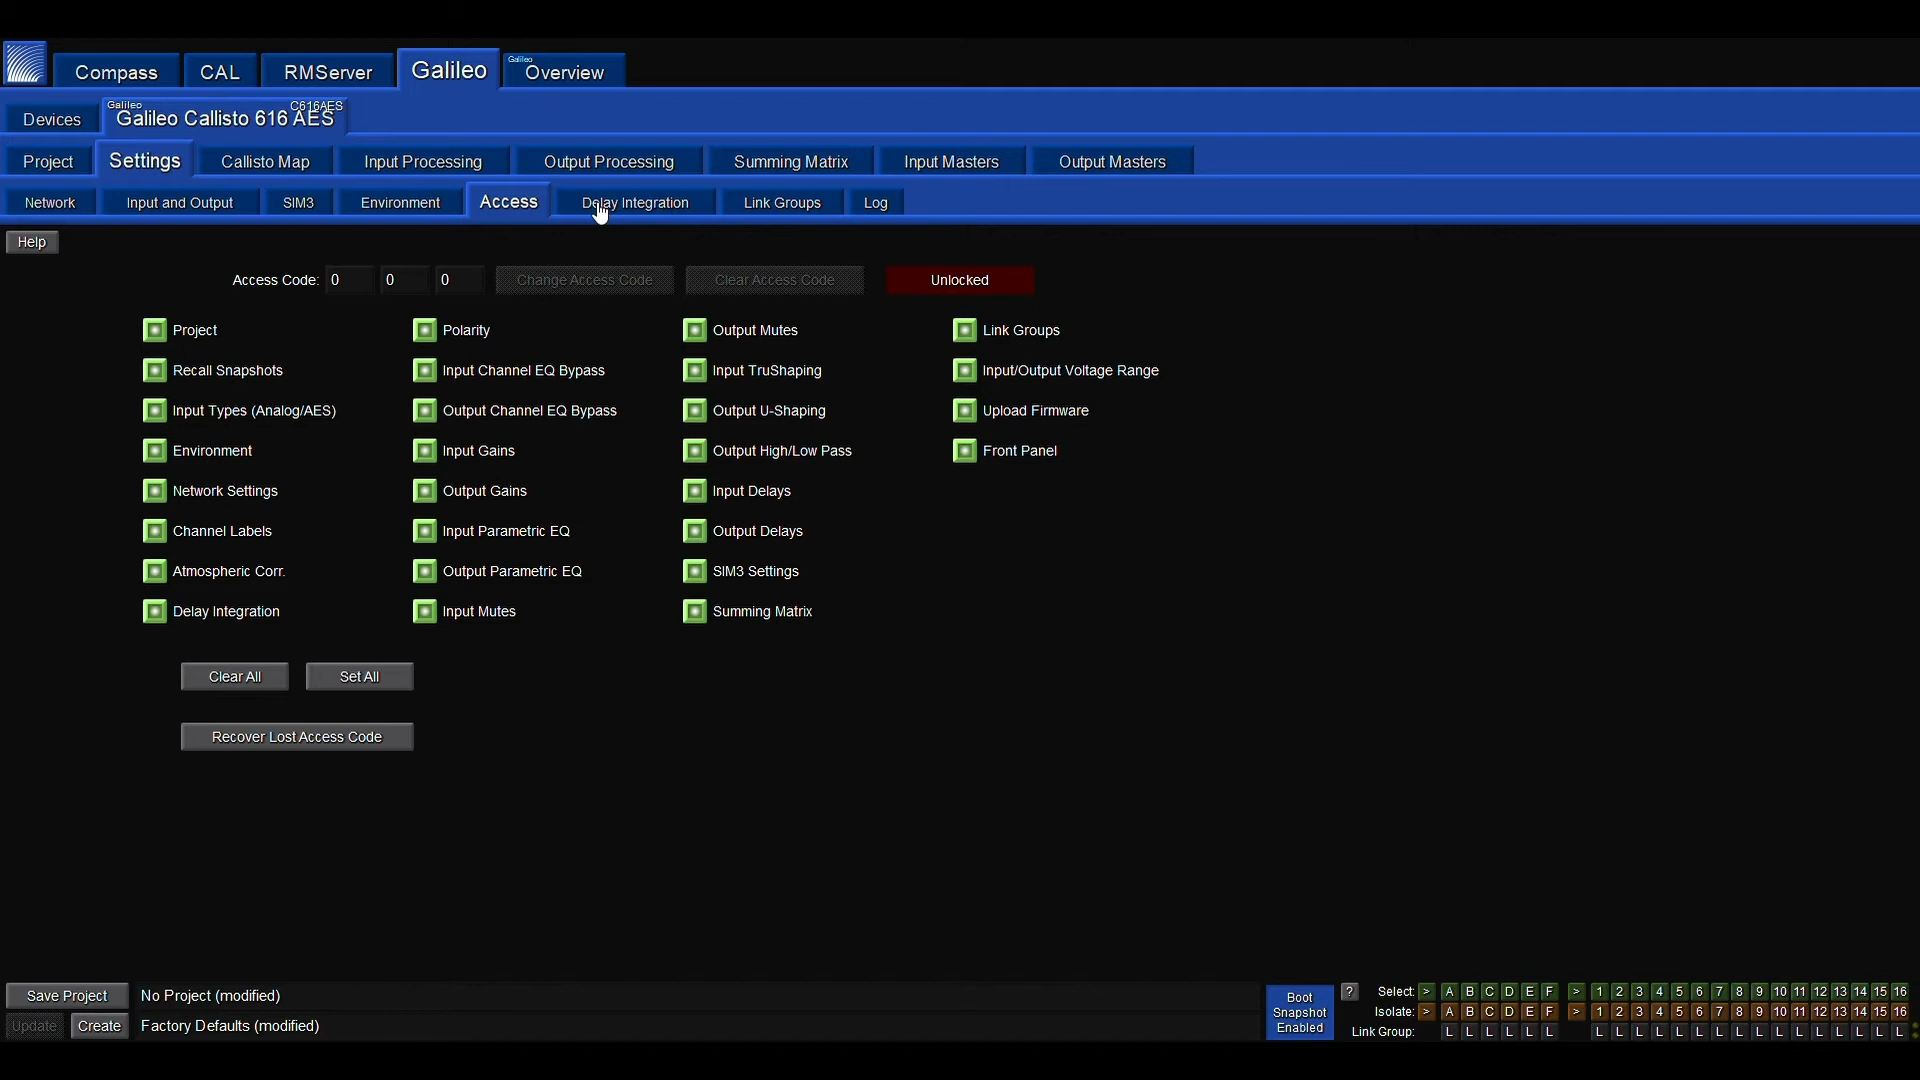 Compass CAL RMServer Galileo Galileo Overview
Devices Galileo Galileo Callisto 616 AES C616AES
Project Settings Callisto Map Input Processing Output Processing Summing Matrix Input Masters Output Masters
Network Input and Output SIM3 Environment Access Delay Integration Link Groups Log
Help
Access Code: 0 0 0 Change Access Code Clear Access Code Unlocked
Project Polarity Output Mutes Link Groups
Recall Snapshots Input Channel EQ Bypass Input TruShaping Input/Output Voltage Range
Input Types (Analog/AES) Output Channel EQ Bypass Output U-Shaping Upload Firmware
Environment Input Gains Output High/Low Pass Front Panel
Network Settings Output Gains Input Delays
Channel Labels Input Parametric EQ Output Delays
Atmospheric Corr. Output Parametric EQ SIM3 Settings
Delay Integration Input Mutes Summing Matrix
Clear All Set All
Recover Lost Access Code
Save Project No Project (modified)
Update Create Factory Defaults (modified)
Boot
Snapshot
Enabled
? Select: > A B C D E F > 1 2 3 4 5 6 7 8 9 10 11 12 13 14 15 16
Isolate: > A B C D E F > 1 2 3 4 5 6 7 8 9 10 11 12 13 14 15 16
Link Group: L L L L L L L L L L L L L L L L L L L L L L